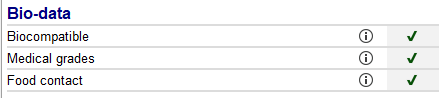 Bio-data
Biocompatible ✔
Medical grades ✔
Food contact ✔